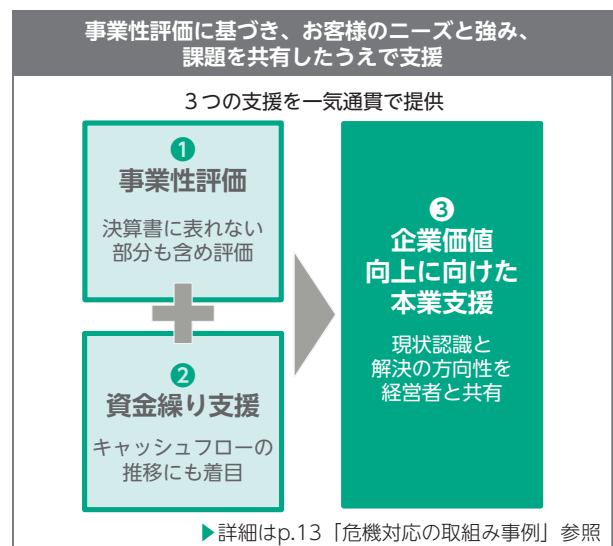 事業性評価に基づき、お客様のニーズと強み、
課題を共有したうえで支援
3つの支援を一気通貫で提供
❶
事業性評価
決算書に表れない
部分も含め評価
❷
資金繰り支援
キャッシュフローの
推移にも着目
❸
企業価値
向上に向けた
本業支援
現状認識と
解決の方向性を
経営者と共有
▶詳細はp.13「危機対応の取組み事例」参照